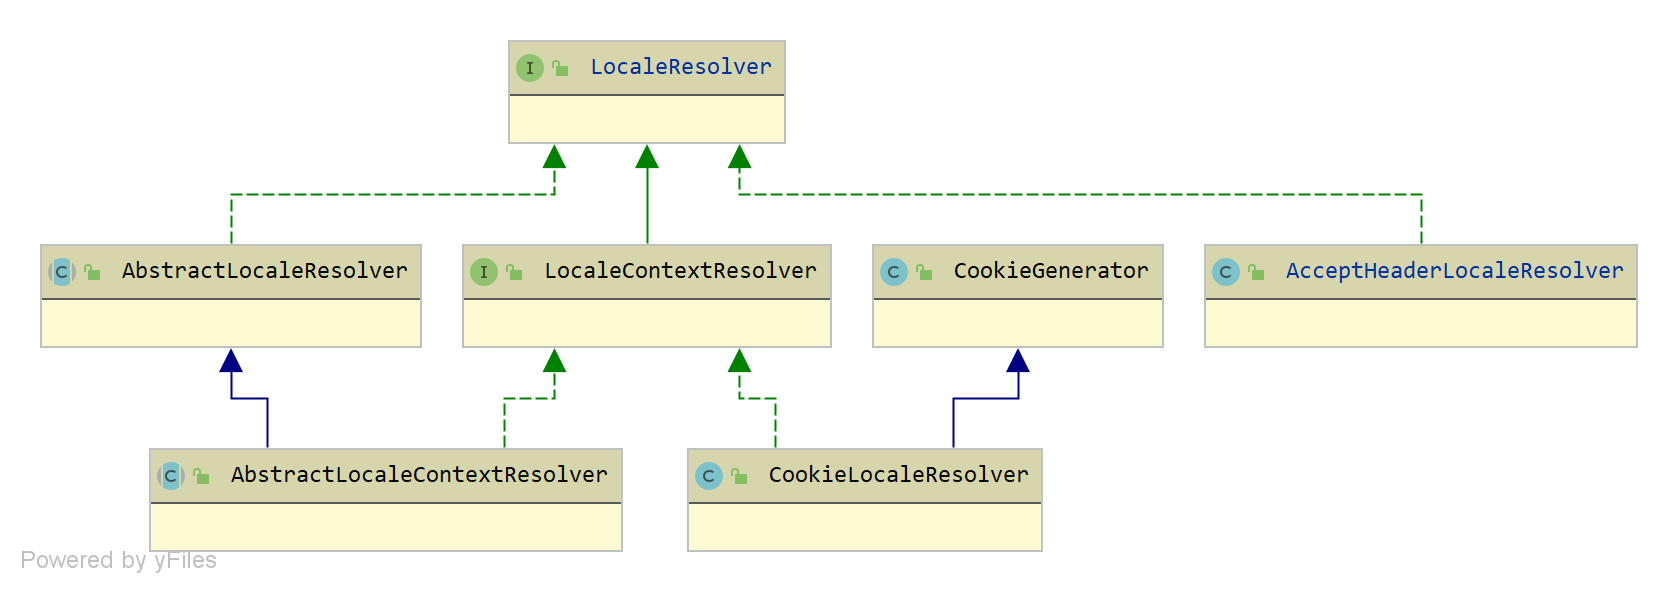 I LocaleResolver
C AbstractLocaleResolver
I LocaleContextResolver
C CookieGenerator
C AcceptHeaderLocaleResolver
C AbstractLocaleContextResolver
C CookieLocaleResolver
Powered by yFiles